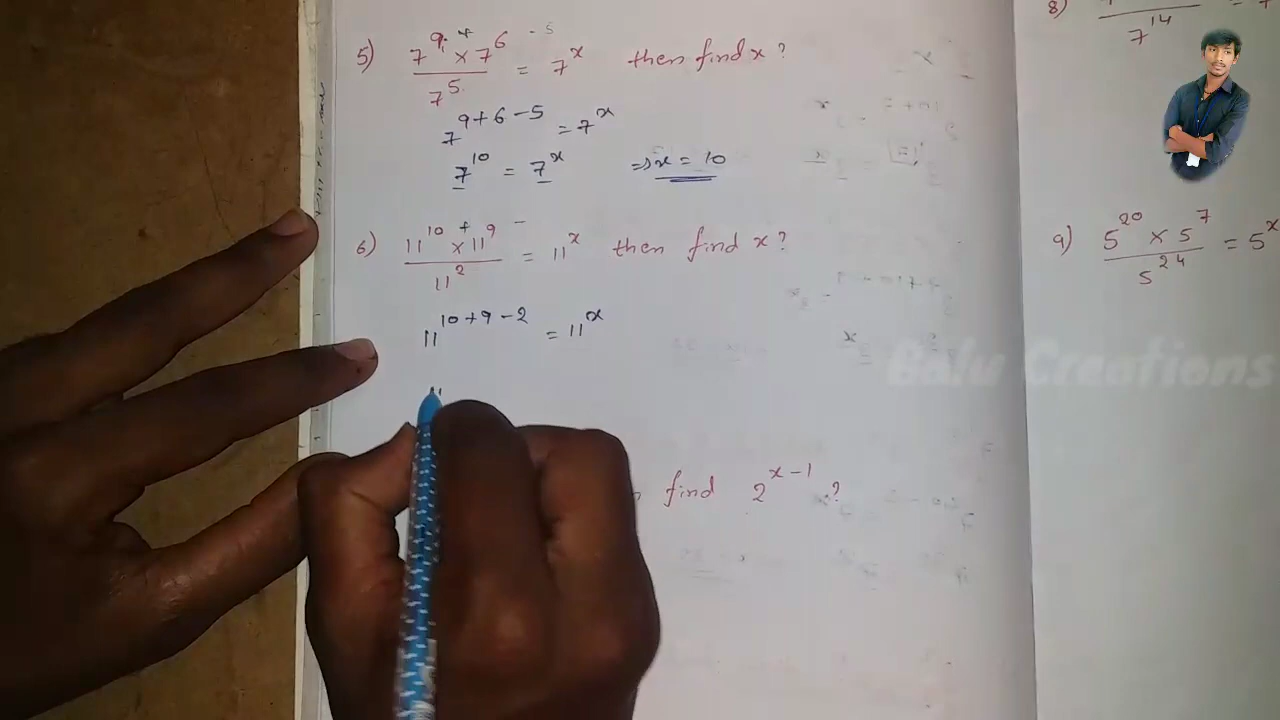 5) 7^9 × 7^6 / 7^5 = 7^x then find x?
7^9+6-5 = 7^x
7^10 = 7^x ⇒ x = 10
6) 11^10 × 11^9 / 11^2 = 11^x then find x?
11^10+9-2 = 11^x
11
find 2^x-1 ?
8)
7^14
9) 5^20 × 5^7 / 5^24 = 5^x
Balu Creations